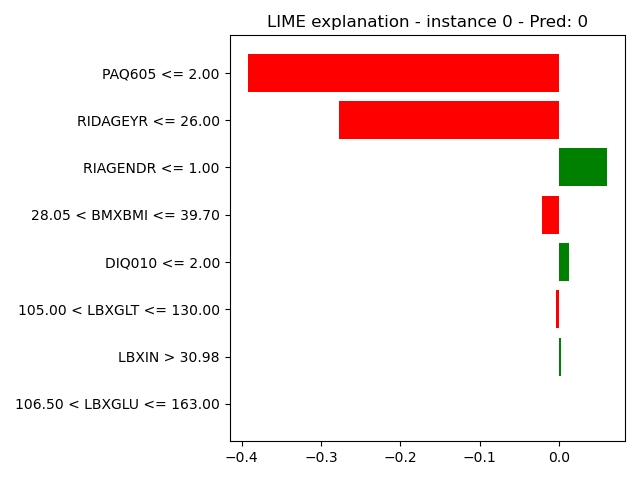 LIME explanation - instance 0 - Pred: 0
PAQ605 <= 2.00
RIDAGEYR <= 26.00
RIAGENDR <= 1.00
28.05 < BMXBMI <= 39.70
DIQ010 <= 2.00
105.00 < LBXGLT <= 130.00
LBXIN > 30.98
106.50 < LBXGLU <= 163.00
−0.4 −0.3 −0.2 −0.1 0.0